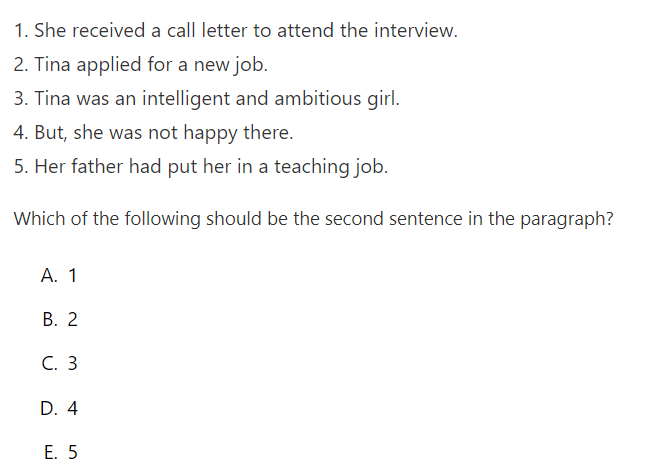 1. She received a call letter to attend the interview.
2. Tina applied for a new job.
3. Tina was an intelligent and ambitious girl.
4. But, she was not happy there.
5. Her father had put her in a teaching job.
Which of the following should be the second sentence in the paragraph?
A. 1
B. 2
C. 3
D. 4
E. 5